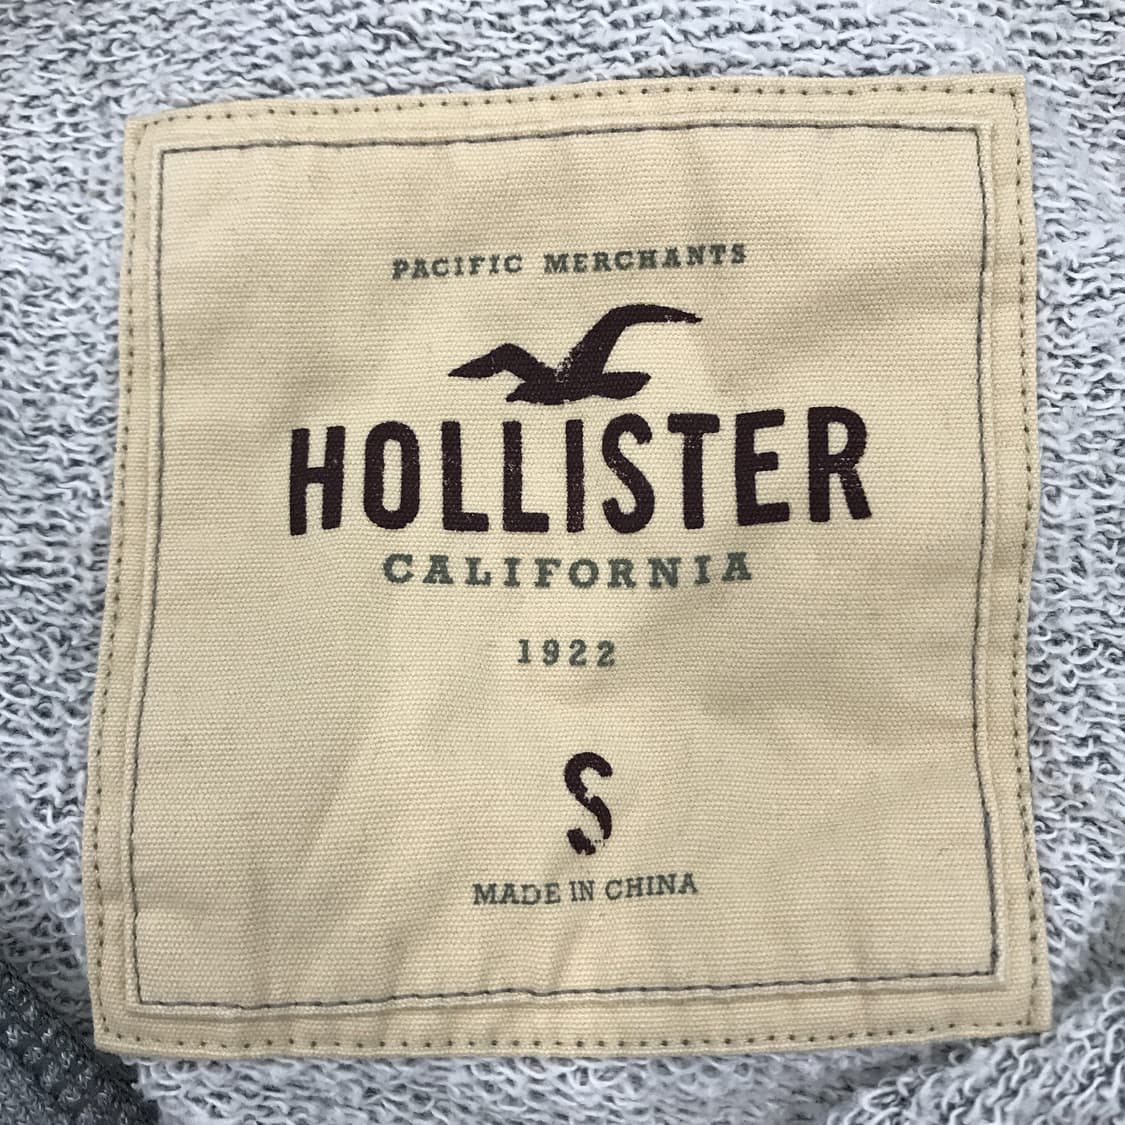 PACIFIC MERCHANTS
HOLLISTER
CALIFORNIA
1922
S
MADE IN CHINA